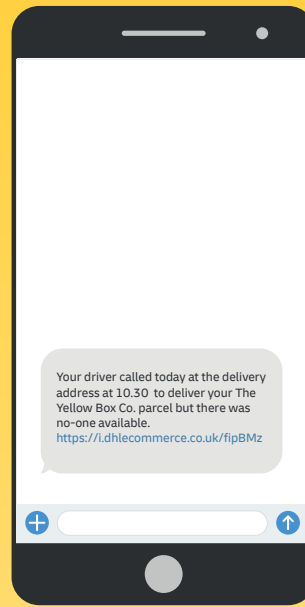 Your driver called today at the delivery
address at 10.30  to deliver your The
Yellow Box Co. parcel but there was
no-one available.
https://i.dhlecommerce.co.uk/fipBMz